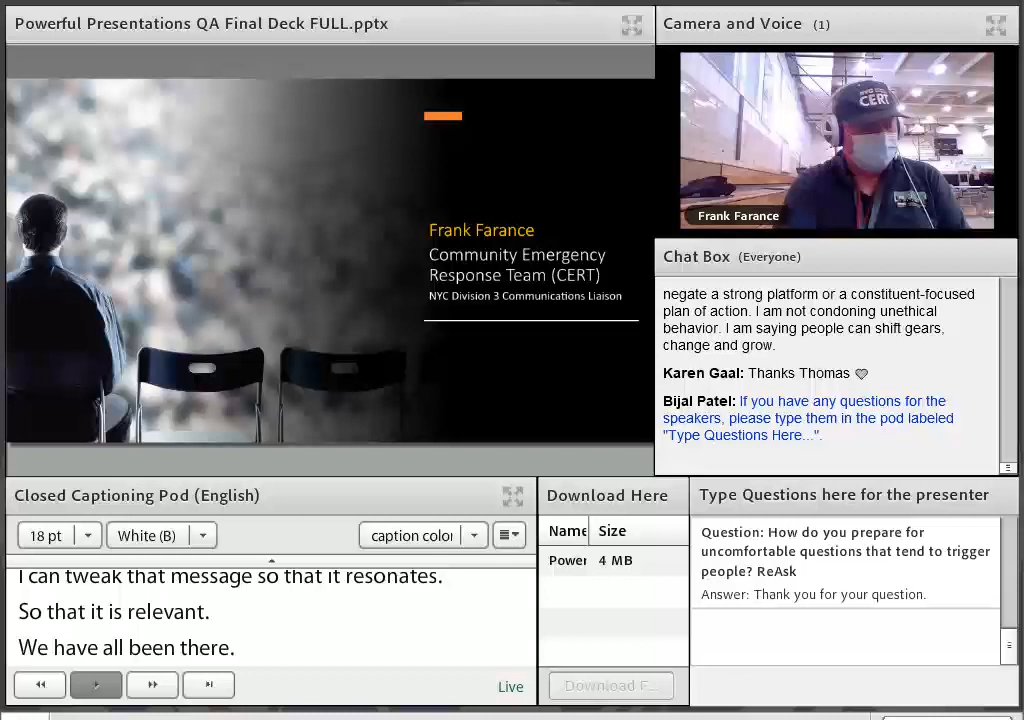 Powerful Presentations QA Final Deck FULL.pptx
Frank Farance
Community Emergency
Response Team (CERT)
NYC Division 3 Communications Liaison
Camera and Voice (1)
CERT
Frank Farance
Chat Box (Everyone)
negate a strong platform or a constituent-focused
plan of action. I am not condoning unethical
behavior. I am saying people can shift gears,
change and grow.
Karen Gaal: Thanks Thomas
Bijal Patel: If you have any questions for the
speakers, please type them in the pod labeled
"Type Questions Here...".
Closed Captioning Pod (English)
18 pt
White (B)
caption color
I can tweak that message so that it resonates.
So that it is relevant.
We have all been there.
Live
Download Here
Name Size
Power 4 MB
Download F...
Type Questions here for the presenter
Question: How do you prepare for
uncomfortable questions that tend to trigger
people? ReAsk
Answer: Thank you for your question.